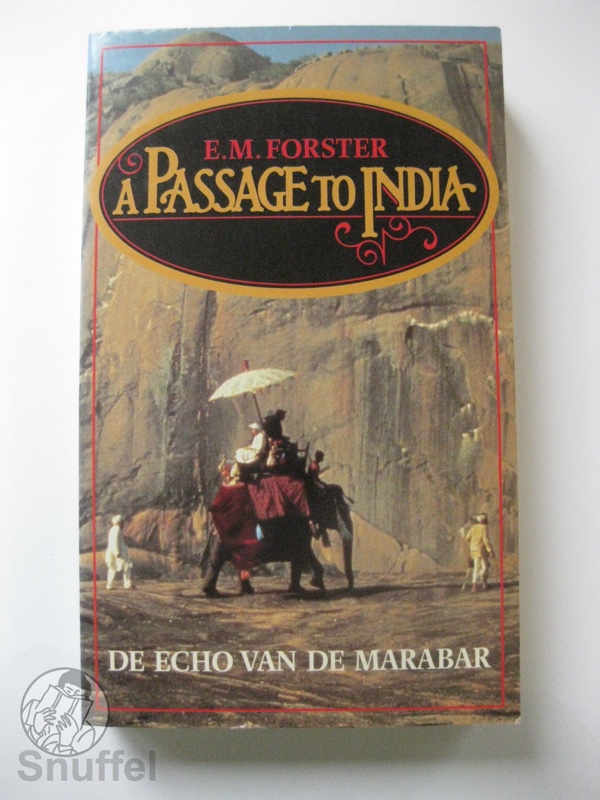 E.M. FORSTER
A PASSAGE TO INDIA
DE ECHO VAN DE MARABAR
Snuffel